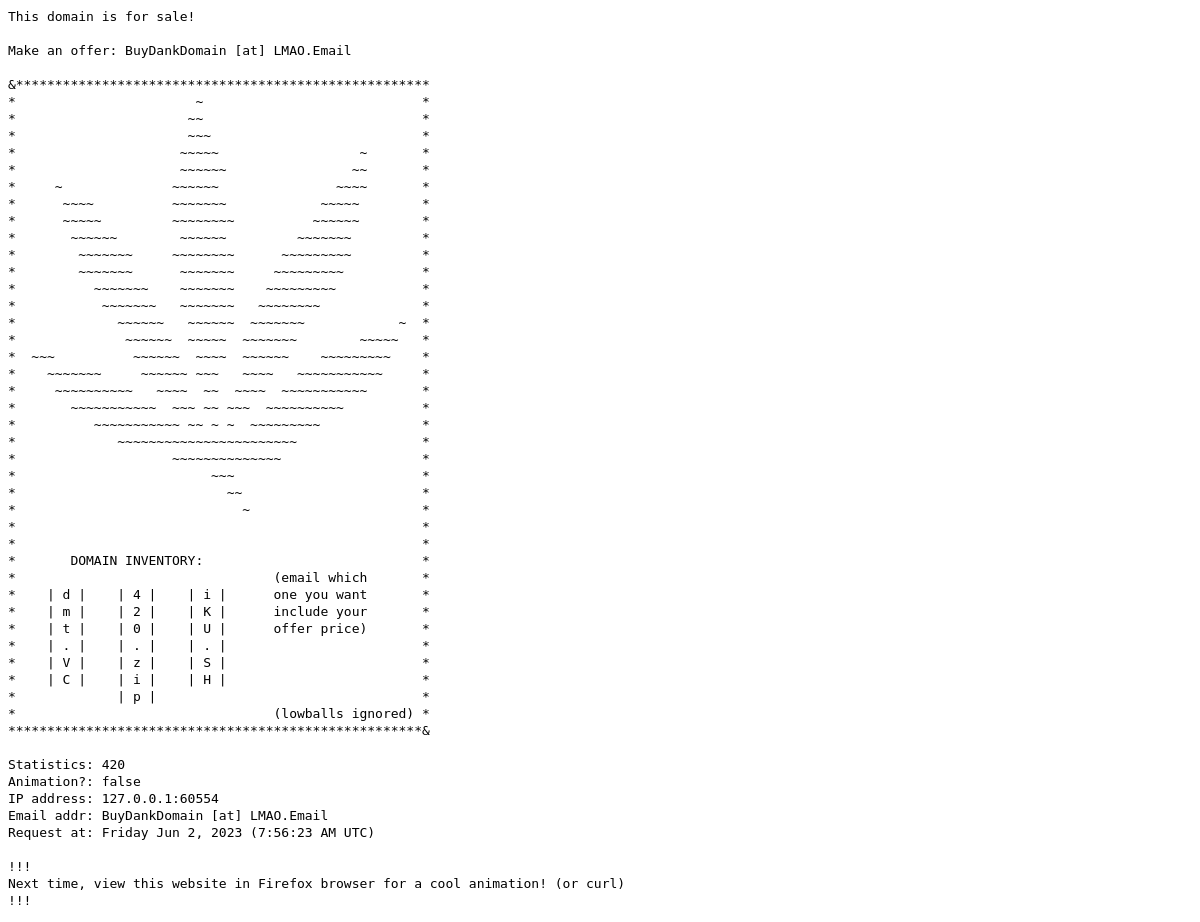 This domain is for sale!
Make an offer: BuyDankDomain [at] LMAO.Email
&*****************************************************
*                       ~                            *
*                      ~~                            *
*                      ~~~                           *
*                     ~~~~~                  ~       *
*                     ~~~~~~                ~~       *
*     ~              ~~~~~~               ~~~~       *
*      ~~~~          ~~~~~~~            ~~~~~        *
*      ~~~~~         ~~~~~~~~          ~~~~~~        *
*       ~~~~~~        ~~~~~~         ~~~~~~~         *
*        ~~~~~~~     ~~~~~~~~      ~~~~~~~~~         *
*        ~~~~~~~      ~~~~~~~     ~~~~~~~~~          *
*          ~~~~~~~    ~~~~~~~    ~~~~~~~~~           *
*           ~~~~~~~   ~~~~~~~   ~~~~~~~~             *
*             ~~~~~~   ~~~~~~  ~~~~~~~            ~  *
*              ~~~~~~  ~~~~~  ~~~~~~~        ~~~~~   *
*  ~~~          ~~~~~~  ~~~~  ~~~~~~    ~~~~~~~~~    *
*    ~~~~~~~     ~~~~~~ ~~~   ~~~~   ~~~~~~~~~~~     *
*     ~~~~~~~~~~   ~~~~  ~~  ~~~~  ~~~~~~~~~~~       *
*       ~~~~~~~~~~~  ~~~ ~~ ~~~  ~~~~~~~~~~          *
*          ~~~~~~~~~~~ ~~ ~ ~  ~~~~~~~~~             *
*             ~~~~~~~~~~~~~~~~~~~~~~~                *
*                    ~~~~~~~~~~~~~~                  *
*                         ~~~                        *
*                           ~~                       *
*                             ~                      *
*                                                    *
*                                                    *
*       DOMAIN INVENTORY:                            *
*                                 (email which       *
*    | d |    | 4 |    | i |      one you want       *
*    | m |    | 2 |    | K |      include your       *
*    | t |    | 0 |    | U |      offer price)       *
*    | . |    | . |    | . |                         *
*    | V |    | z |    | S |                         *
*    | C |    | i |    | H |                         *
*             | p |                                  *
*                                 (lowballs ignored) *
*****************************************************&
Statistics: 420
Animation?: false
IP address: 127.0.0.1:60554
Email addr: BuyDankDomain [at] LMAO.Email
Request at: Friday Jun 2, 2023 (7:56:23 AM UTC)
!!!
Next time, view this website in Firefox browser for a cool animation! (or curl)
!!!